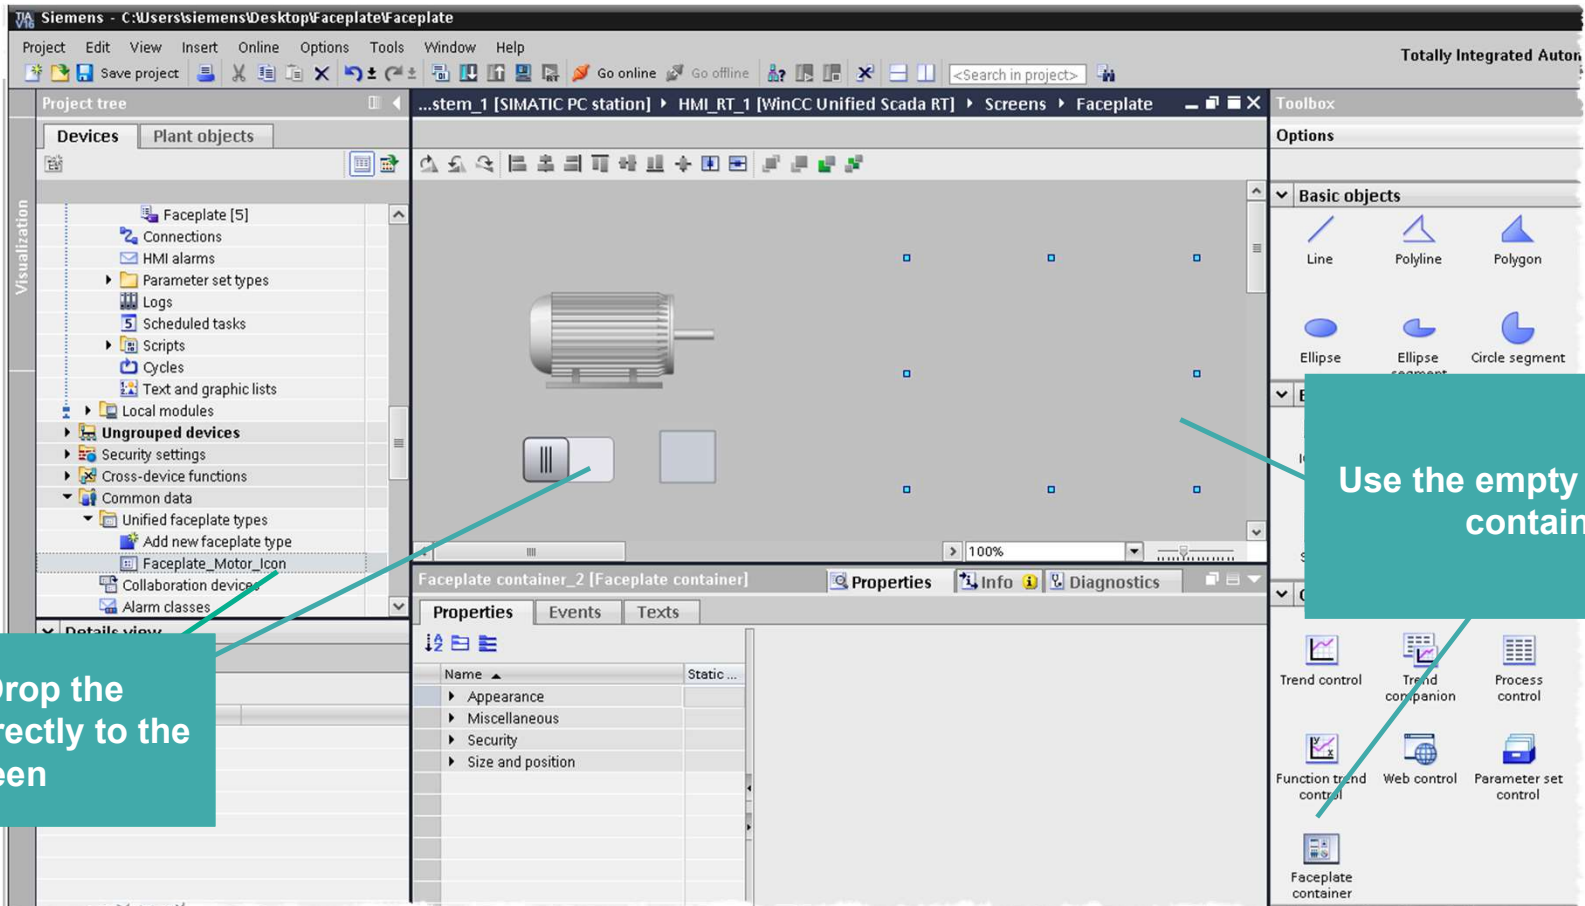 TIA V16 Siemens - C:\Users\siemens\Desktop\Faceplate\Faceplate
Project Edit View Insert Online Options Tools Window Help
Totally Integrated Autom
Save project Go online Go offline <Search in project>
Project tree
...stem_1 [SIMATIC PC station] HMI_RT_1 [WinCC Unified Scada RT] Screens Faceplate
Toolbox
Devices Plant objects
Options
Visualization
Basic objects
Faceplate [5]
Connections
HMI alarms
Parameter set types
Logs
Scheduled tasks
Scripts
Cycles
Text and graphic lists
Local modules
Ungrouped devices
Security settings
Cross-device functions
Common data
Unified faceplate types
Add new faceplate type
Faceplate_Motor_Icon
Collaboration devices
Alarm classes
Details view
Line Polyline Polygon
Ellipse Ellipse segment Circle segment
Use the empty
contain
100%
Faceplate container_2 [Faceplate container]
Properties Info Diagnostics
Properties Events Texts
Name Static ...
Appearance
Miscellaneous
Security
Size and position
Drop the
rectly to the
een
Trend control Trend companion Process control
Function trend control Web control Parameter set control
Faceplate container